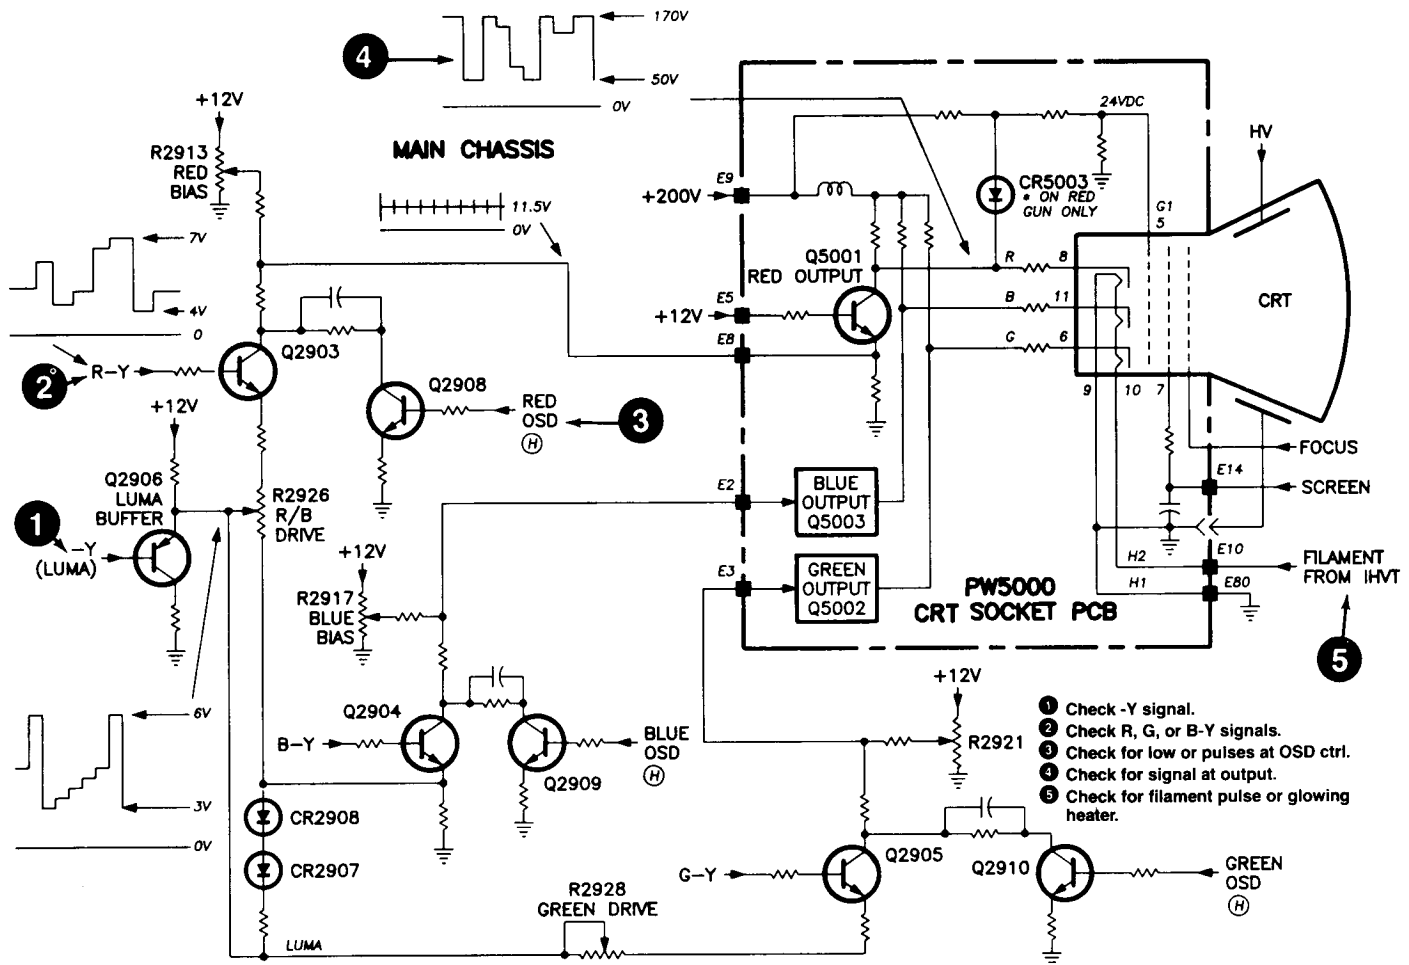 170V
4
50V
0V
+12V
R2913
RED
BIAS
MAIN CHASSIS
11.5V
0V
7V
4V
0
2
R-Y
Q2903
+12V
Q2908
RED
OSD
H
3
Q2906
LUMA
BUFFER
1
-Y
(LUMA)
R2926
R/B
DRIVE
+12V
R2917
BLUE
BIAS
6V
3V
0V
Q2904
B-Y
BLUE
OSD
H
Q2909
CR2908
CR2907
LUMA
R2928
GREEN DRIVE
G-Y
Q2905
Q2910
GREEN
OSD
H
+12V
R2921
24VDC
E9
+200V
CR5003
* ON RED
GUN ONLY
G1
5
HV
Q5001
RED OUTPUT
R
8
E5
+12V
B
11
E8
G
6
CRT
9
10
7
FOCUS
E2
BLUE
OUTPUT
Q5003
E14
SCREEN
E3
GREEN
OUTPUT
Q5002
PW5000
CRT SOCKET PCB
H2
E10
FILAMENT
FROM IHVT
H1
E80
5
1 Check -Y signal.
2 Check R, G, or B-Y signals.
3 Check for low or pulses at OSD ctrl.
4 Check for signal at output.
5 Check for filament pulse or glowing
heater.